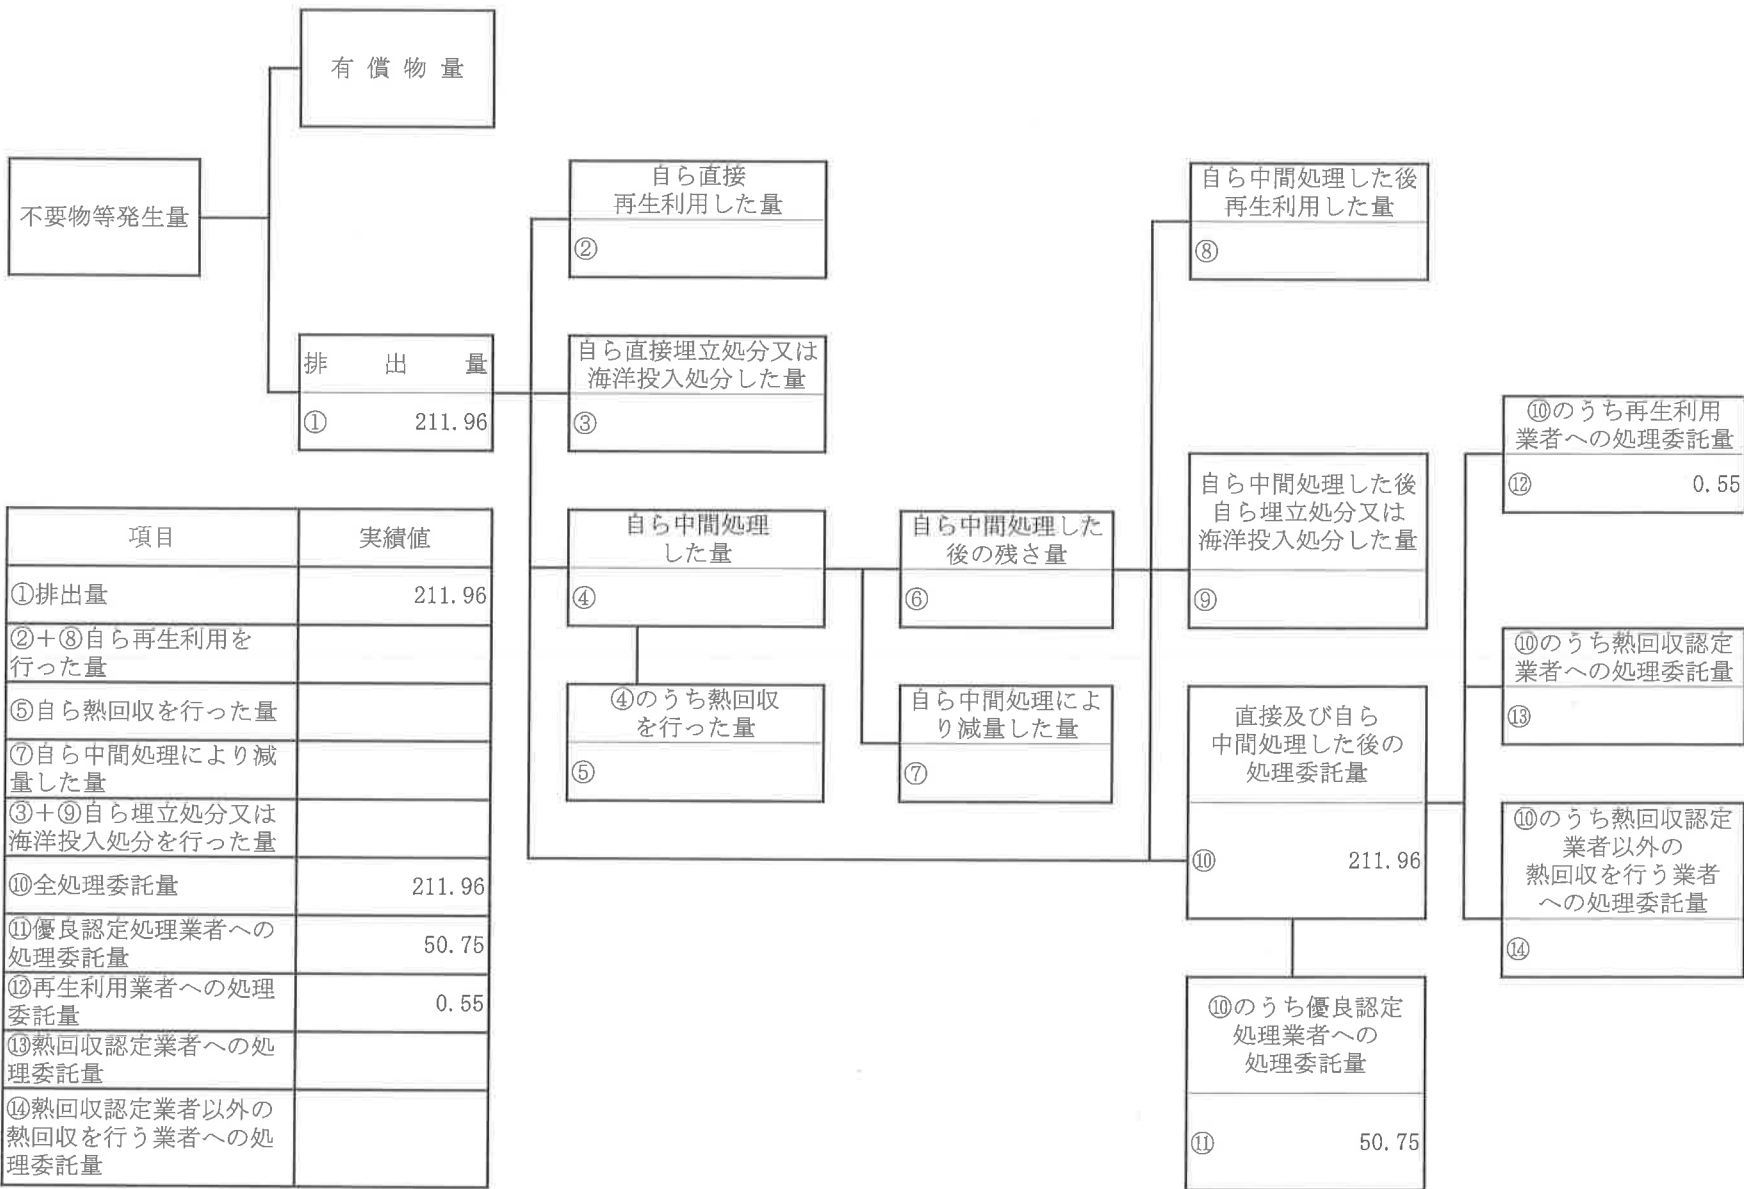 有償物量
不要物等発生量
排出量
① 211.96
自ら直接
再生利用した量
②
自ら直接埋立処分又は
海洋投入処分した量
③
自ら中間処理
した量
④
④のうち熱回収
を行った量
⑤
自ら中間処理した
後の残さ量
⑥
自ら中間処理によ
り減量した量
⑦
自ら中間処理した後
再生利用した量
⑧
自ら中間処理した後
自ら埋立処分又は
海洋投入処分した量
⑨
直接及び自ら
中間処理した後の
処理委託量
⑩ 211.96
⑩のうち優良認定
処理業者への
処理委託量
⑪ 50.75
⑩のうち再生利用
業者への処理委託量
⑫ 0.55
⑩のうち熱回収認定
業者への処理委託量
⑬
⑩のうち熱回収認定
業者以外の
熱回収を行う業者
への処理委託量
⑭
項目 実績値
①排出量 211.96
②+⑧自ら再生利用を
行った量
⑤自ら熱回収を行った量
⑦自ら中間処理により減
量した量
③+⑨自ら埋立処分又は
海洋投入処分を行った量
⑩全処理委託量 211.96
⑪優良認定処理業者への
処理委託量 50.75
⑫再生利用業者への処理
委託量 0.55
⑬熱回収認定業者への処
理委託量
⑭熱回収認定業者以外の
熱回収を行う業者への処
理委託量